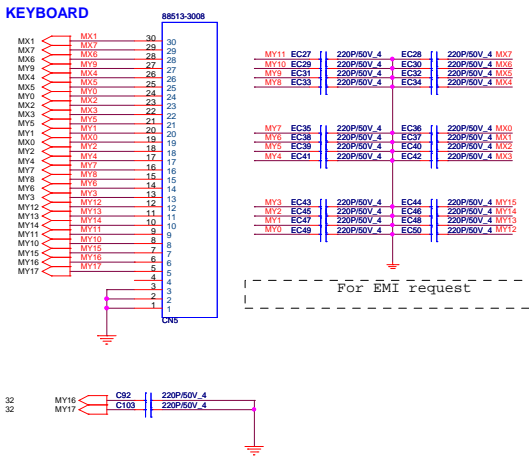 KEYBOARD
88513-3008
MX1 MX1 30 30
MX7 MX7 29 29
MX6 MX6 28 28
MY9 MY9 27 27
MX4 MX4 26 26
MX5 MX5 25 25
MY0 MY0 24 24
MX2 MX2 23 23
MX3 MX3 22 22
MY5 MY5 21 21
MY1 MY1 20 20
MX0 MX0 19 19
MY2 MY2 18 18
MY4 MY4 17 17
MY7 MY7 16 16
MY8 MY8 15 15
MY6 MY6 14 14
MY3 MY3 13 13
MY12 MY12 12 12
MY13 MY13 11 11
MY14 MY14 10 10
MY11 MY11 9 9
MY10 MY10 8 8
MY15 MY15 7 7
MY16 MY16 6 6
MY17 MY17 5 5
4 4
3 3
2 2
1 1
CN5
MY11 EC27 220P/50V_4 EC28 220P/50V_4 MX7
MY10 EC29 220P/50V_4 EC30 220P/50V_4 MX6
MY9 EC31 220P/50V_4 EC32 220P/50V_4 MX5
MY8 EC33 220P/50V_4 EC34 220P/50V_4 MX4
MY7 EC35 220P/50V_4 EC36 220P/50V_4 MX0
MY6 EC38 220P/50V_4 EC37 220P/50V_4 MX1
MY5 EC39 220P/50V_4 EC40 220P/50V_4 MX2
MY4 EC41 220P/50V_4 EC42 220P/50V_4 MX3
MY3 EC43 220P/50V_4 EC44 220P/50V_4 MY15
MY2 EC45 220P/50V_4 EC46 220P/50V_4 MY14
MY1 EC47 220P/50V_4 EC48 220P/50V_4 MY13
MY0 EC49 220P/50V_4 EC50 220P/50V_4 MY12
For EMI request
32 MY16 C92 220P/50V_4
32 MY17 C103 220P/50V_4